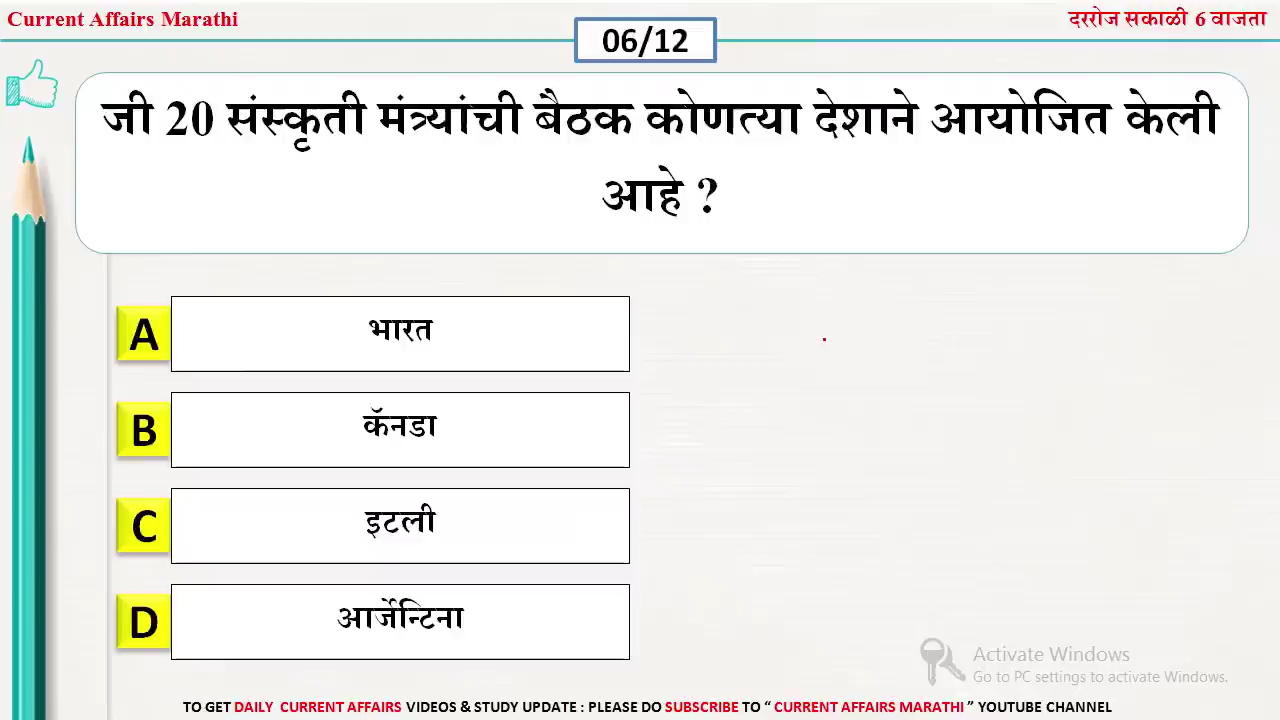 Current Affairs Marathi
दररोज सकाळी 6 वाजता
06/12
जी 20 संस्कृती मंत्र्यांची बैठक कोणत्या देशाने आयोजित केली
आहे ?
A भारत
B कॅनडा
C इटली
D आर्जेन्टिना
Activate Windows
Go to PC settings to activate Windows.
TO GET DAILY CURRENT AFFAIRS VIDEOS & STUDY UPDATE : PLEASE DO SUBSCRIBE TO “ CURRENT AFFAIRS MARATHI ” YOUTUBE CHANNEL